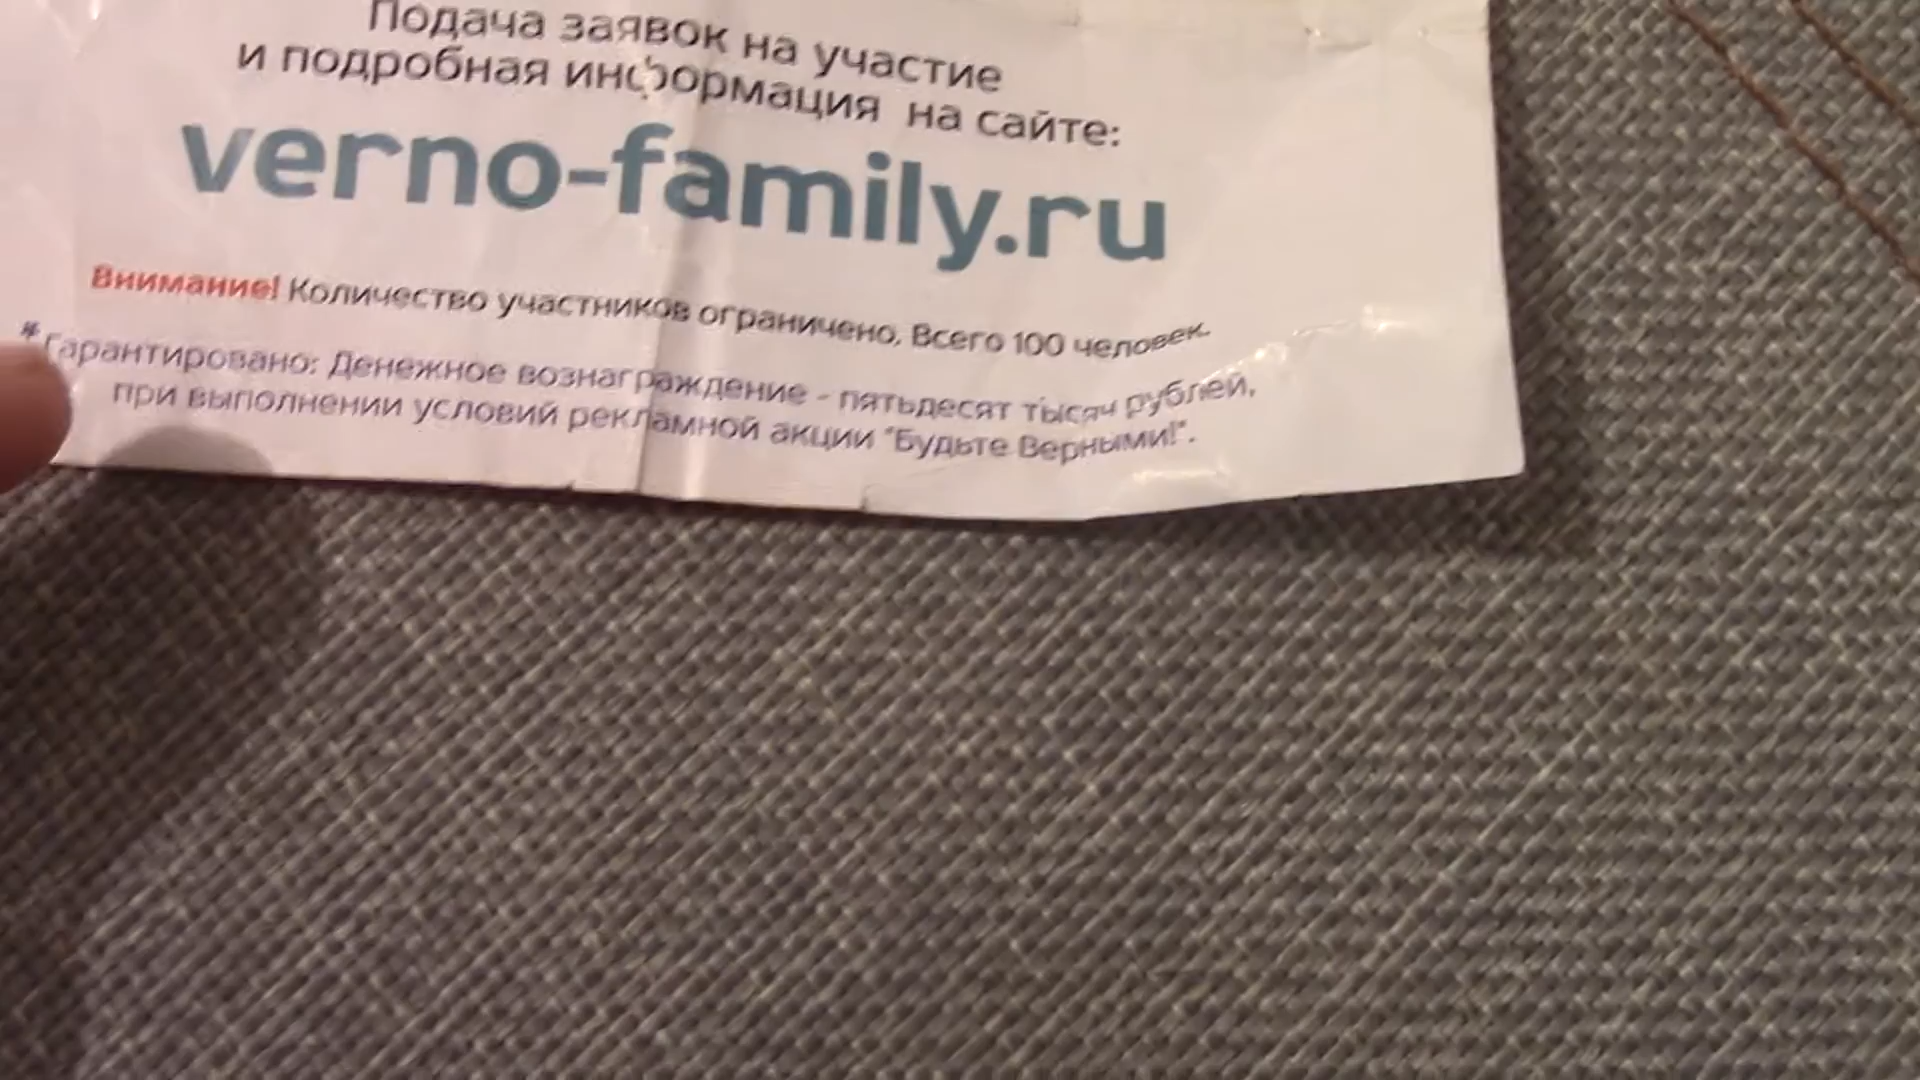 Подача заявок на участие
и подробная информация на сайте:
verno-family.ru
Внимание! Количество участников ограничено. Всего 100 человек.
*Гарантировано: Денежное вознаграждение - пятьдесят тысяч рублей,
при выполнении условий рекламной акции "Будьте Верными!".